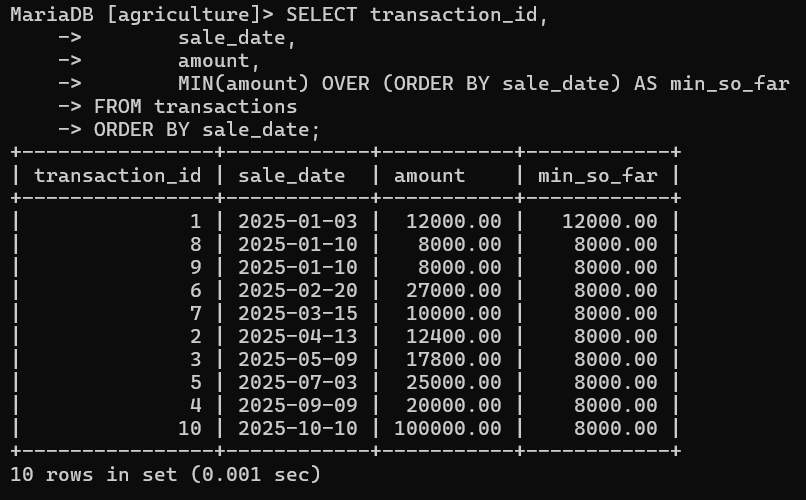 MariaDB [agriculture]> SELECT transaction_id,
    ->        sale_date,
    ->        amount,
    ->        MIN(amount) OVER (ORDER BY sale_date) AS min_so_far
    -> FROM transactions
    -> ORDER BY sale_date;
+----------------+------------+-----------+------------+
| transaction_id | sale_date  | amount    | min_so_far |
+----------------+------------+-----------+------------+
|              1 | 2025-01-03 |  12000.00 |   12000.00 |
|              8 | 2025-01-10 |   8000.00 |    8000.00 |
|              9 | 2025-01-10 |   8000.00 |    8000.00 |
|              6 | 2025-02-20 |  27000.00 |    8000.00 |
|              7 | 2025-03-15 |  10000.00 |    8000.00 |
|              2 | 2025-04-13 |  12400.00 |    8000.00 |
|              3 | 2025-05-09 |  17800.00 |    8000.00 |
|              5 | 2025-07-03 |  25000.00 |    8000.00 |
|              4 | 2025-09-09 |  20000.00 |    8000.00 |
|             10 | 2025-10-10 | 100000.00 |    8000.00 |
+----------------+------------+-----------+------------+
10 rows in set (0.001 sec)